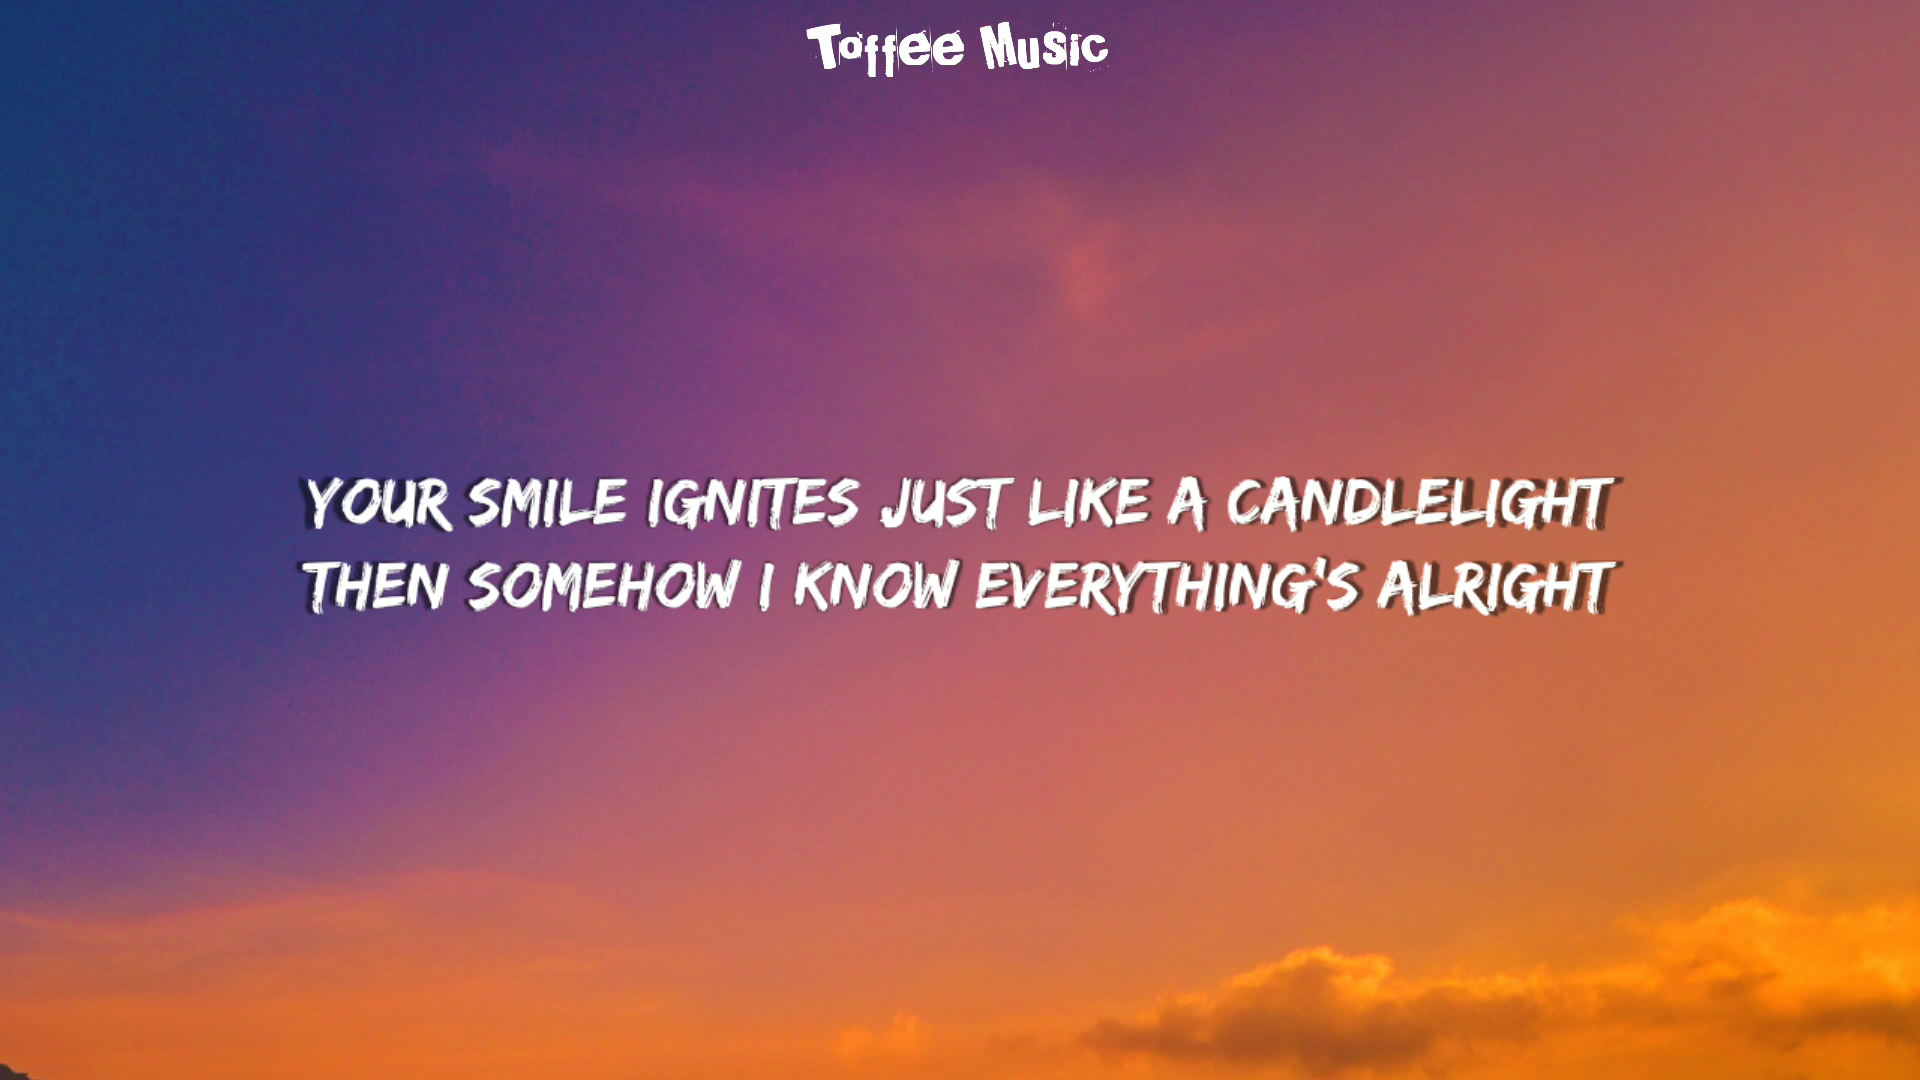 Toffee Music
YOUR SMILE IGNITES JUST LIKE A CANDLELIGHT
THEN SOMEHOW I KNOW EVERYTHING'S ALRIGHT